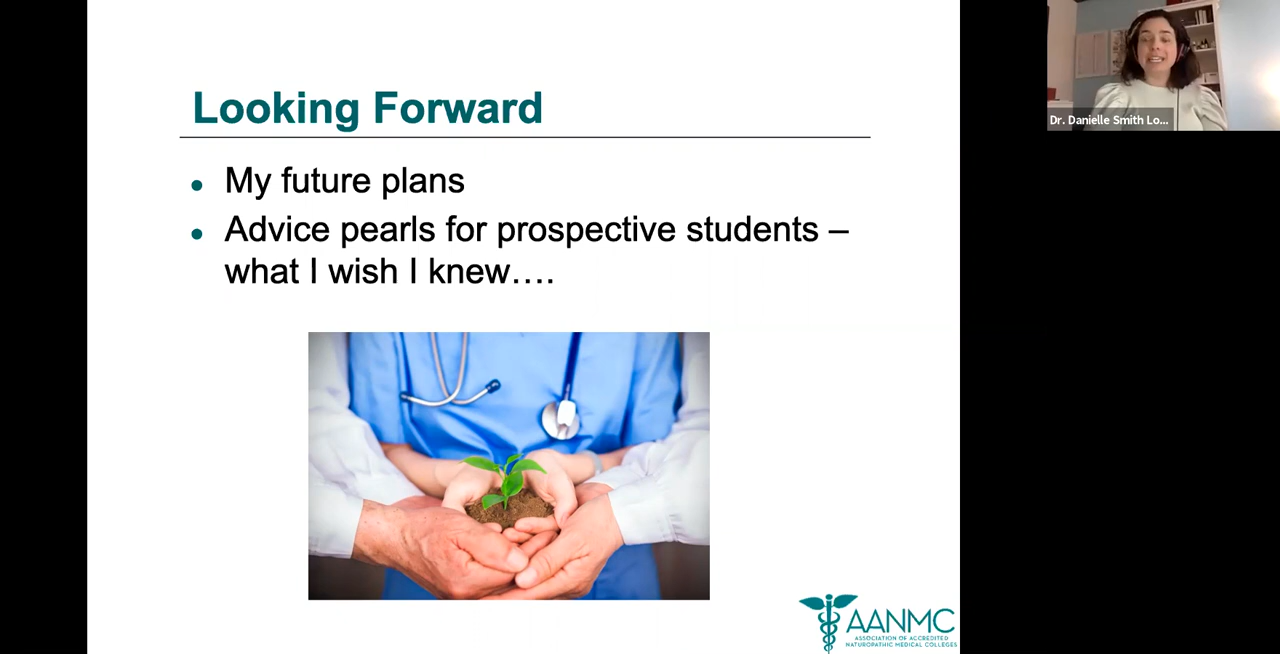 Looking Forward
My future plans
Advice pearls for prospective students –
what I wish I knew….
Dr. Danielle Smith Lo...
AANMC
ASSOCIATION OF ACCREDITED
NATUROPATHIC MEDICAL COLLEGES